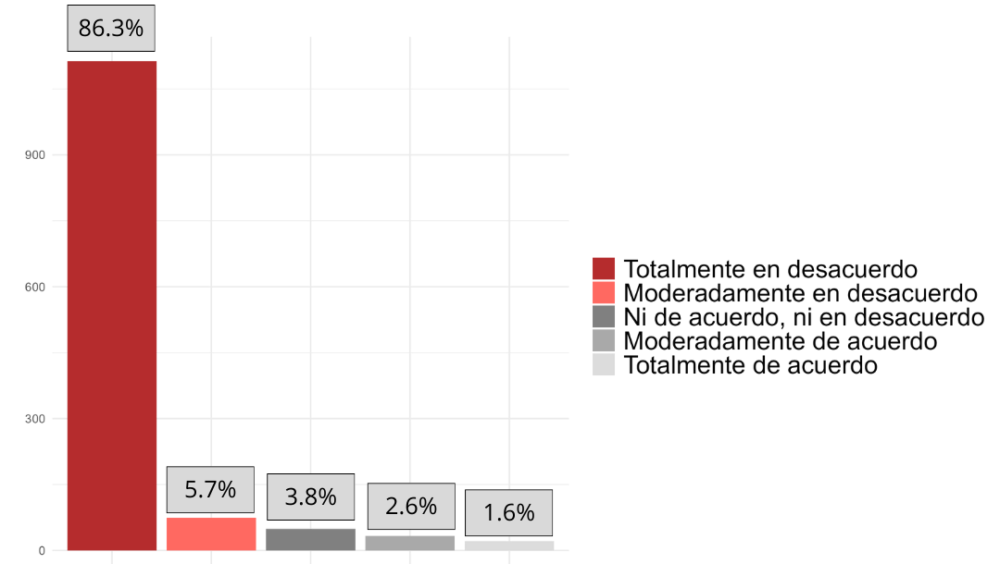 86.3%
900
600
300
0
5.7%
3.8%
2.6%
1.6%
Totalmente en desacuerdo
Moderadamente en desacuerdo
Ni de acuerdo, ni en desacuerdo
Moderadamente de acuerdo
Totalmente de acuerdo